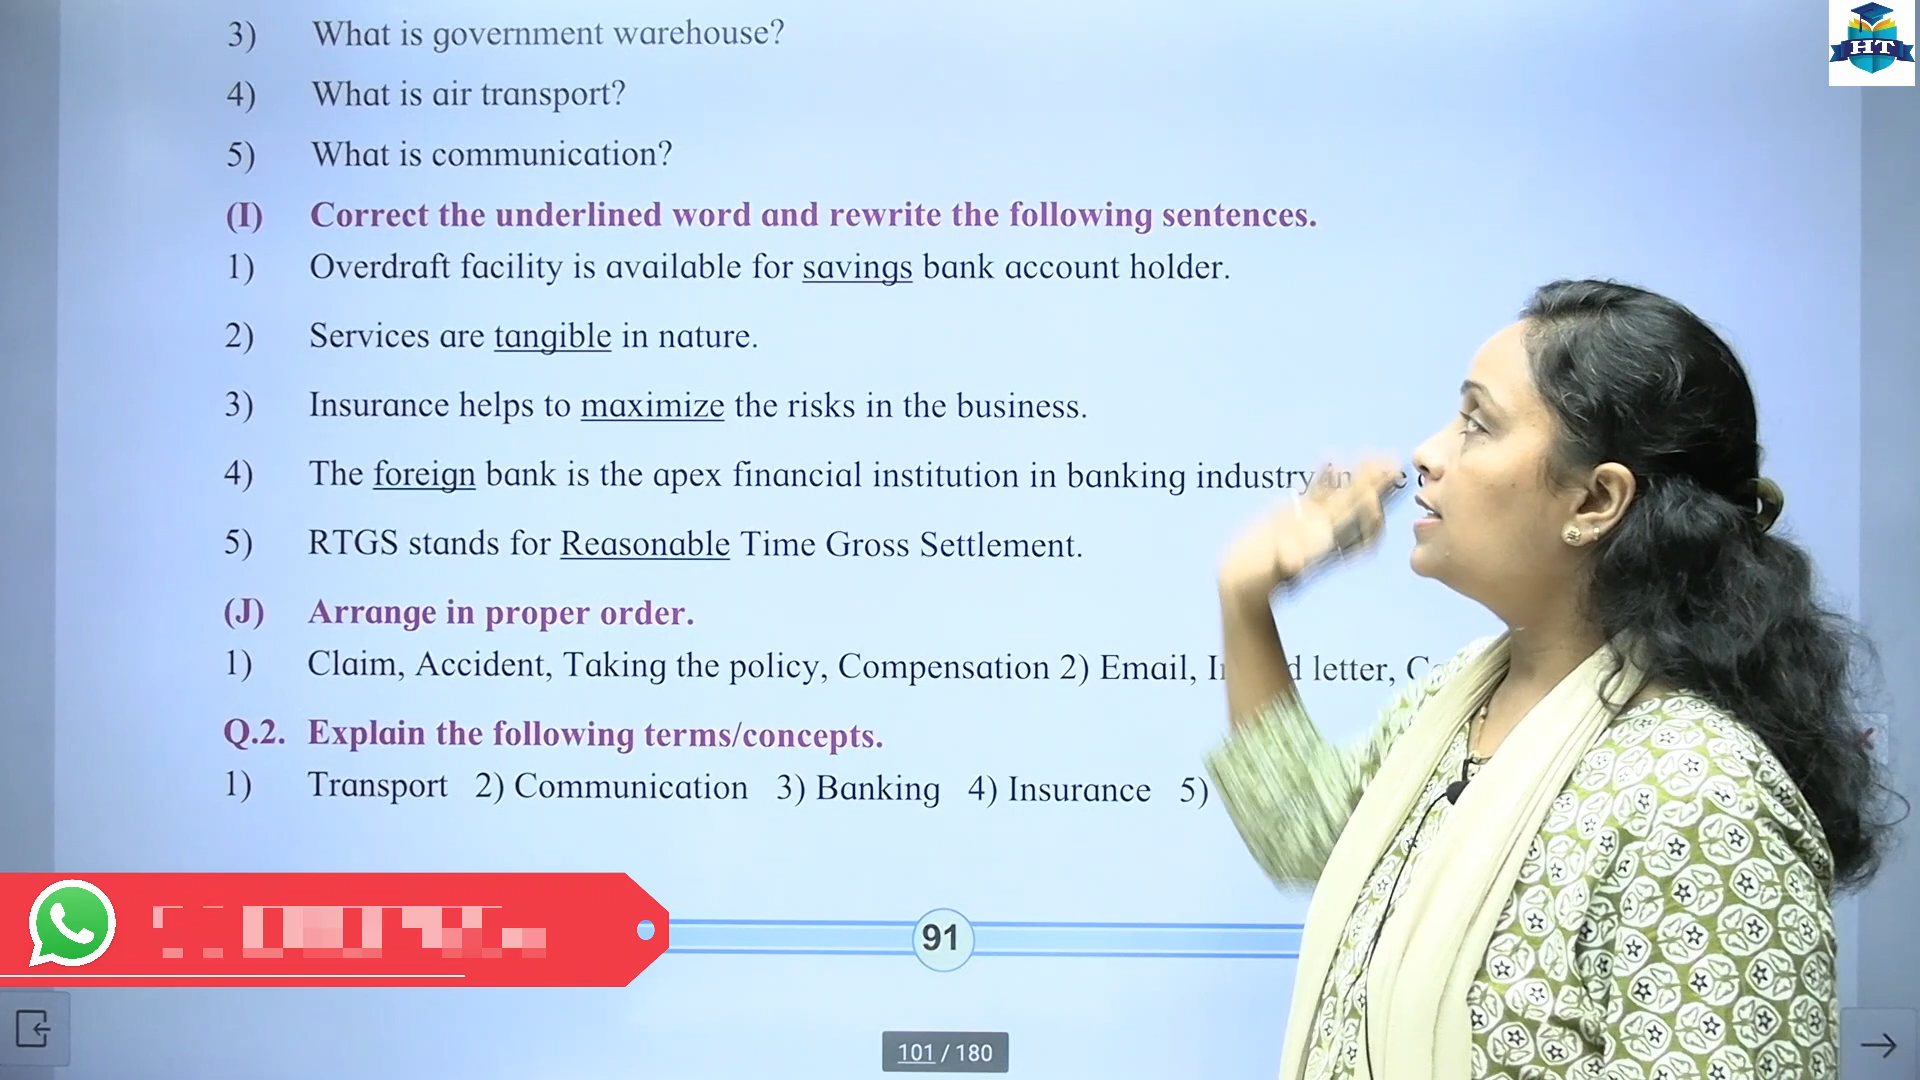 3) What is government warehouse?
4) What is air transport?
5) What is communication?
(I) Correct the underlined word and rewrite the following sentences.
1) Overdraft facility is available for savings bank account holder.
2) Services are tangible in nature.
3) Insurance helps to maximize the risks in the business.
4) The foreign bank is the apex financial institution in banking industry in
5) RTGS stands for Reasonable Time Gross Settlement.
(J) Arrange in proper order.
1) Claim, Accident, Taking the policy, Compensation 2) Email, letter,
Q.2. Explain the following terms/concepts.
1) Transport 2) Communication 3) Banking 4) Insurance 5)
91
101 / 180
HT